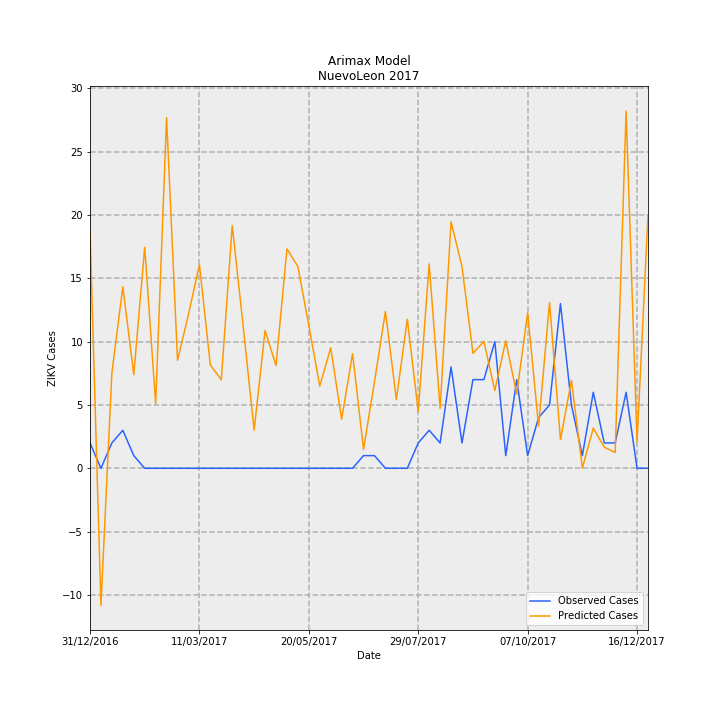 Arimax Model
NuevoLeon 2017
ZIKV Cases
30
25
20
15
10
5
0
−5
−10
31/12/2016 11/03/2017 20/05/2017 29/07/2017 07/10/2017 16/12/2017
Date
Observed Cases
Predicted Cases